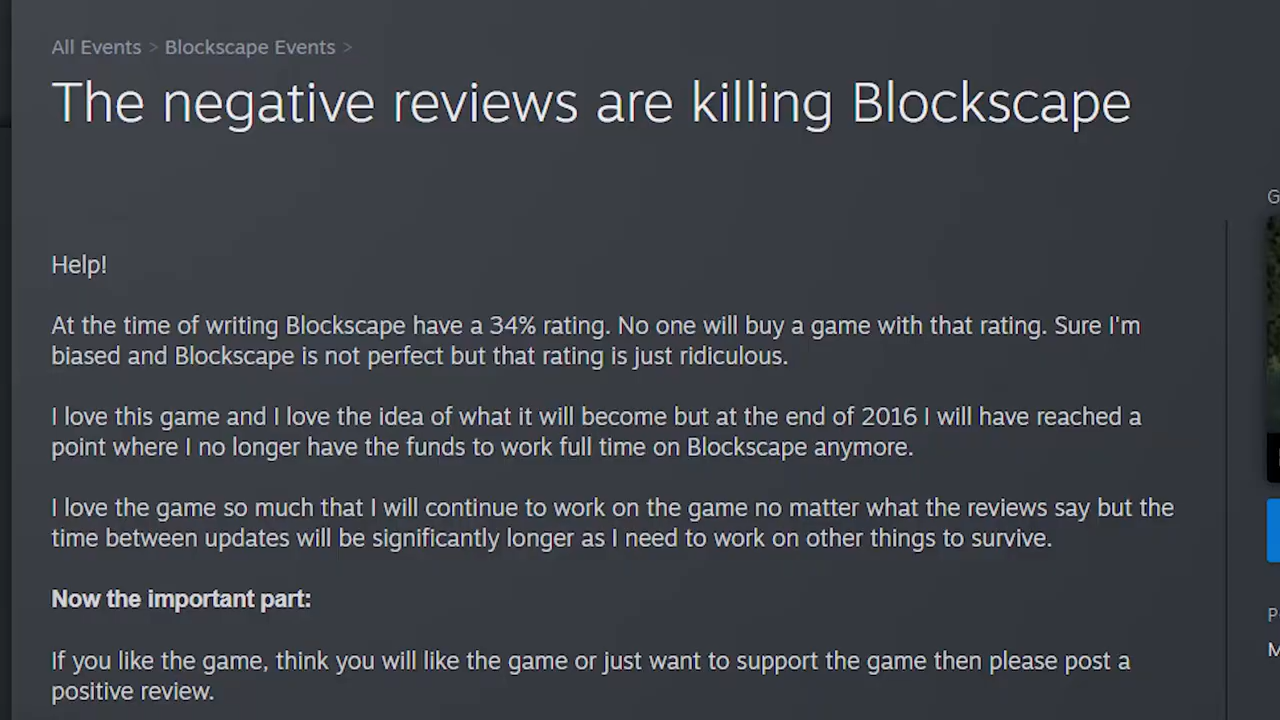 All Events > Blockscape Events >
The negative reviews are killing Blockscape
G
Help!
At the time of writing Blockscape have a 34% rating. No one will buy a game with that rating. Sure I'm
biased and Blockscape is not perfect but that rating is just ridiculous.
I love this game and I love the idea of what it will become but at the end of 2016 I will have reached a
point where I no longer have the funds to work full time on Blockscape anymore.
I love the game so much that I will continue to work on the game no matter what the reviews say but the
time between updates will be significantly longer as I need to work on other things to survive.
Now the important part:
P
M
If you like the game, think you will like the game or just want to support the game then please post a
positive review.